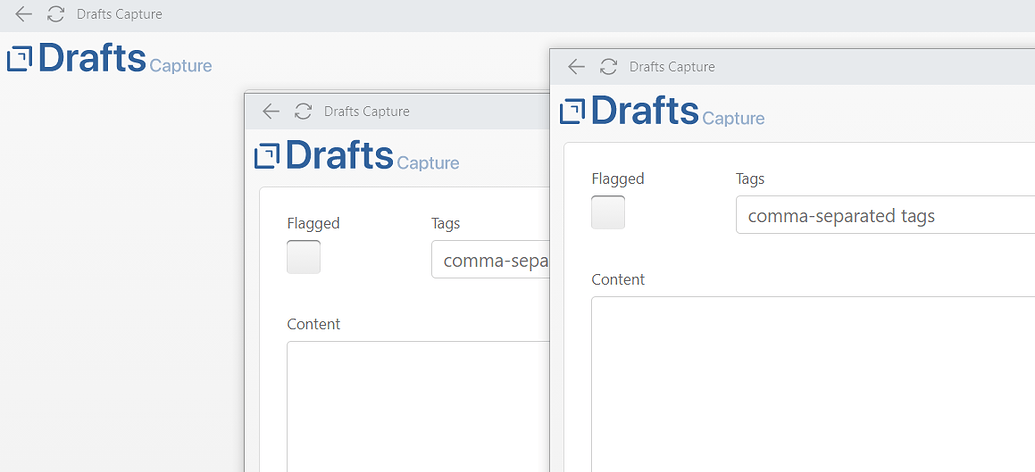 Drafts Capture
Drafts Capture
Drafts Capture
Drafts Capture
Flagged Tags
comma-sepa
Content
Drafts Capture
Drafts Capture
Flagged Tags
comma-separated tags
Content